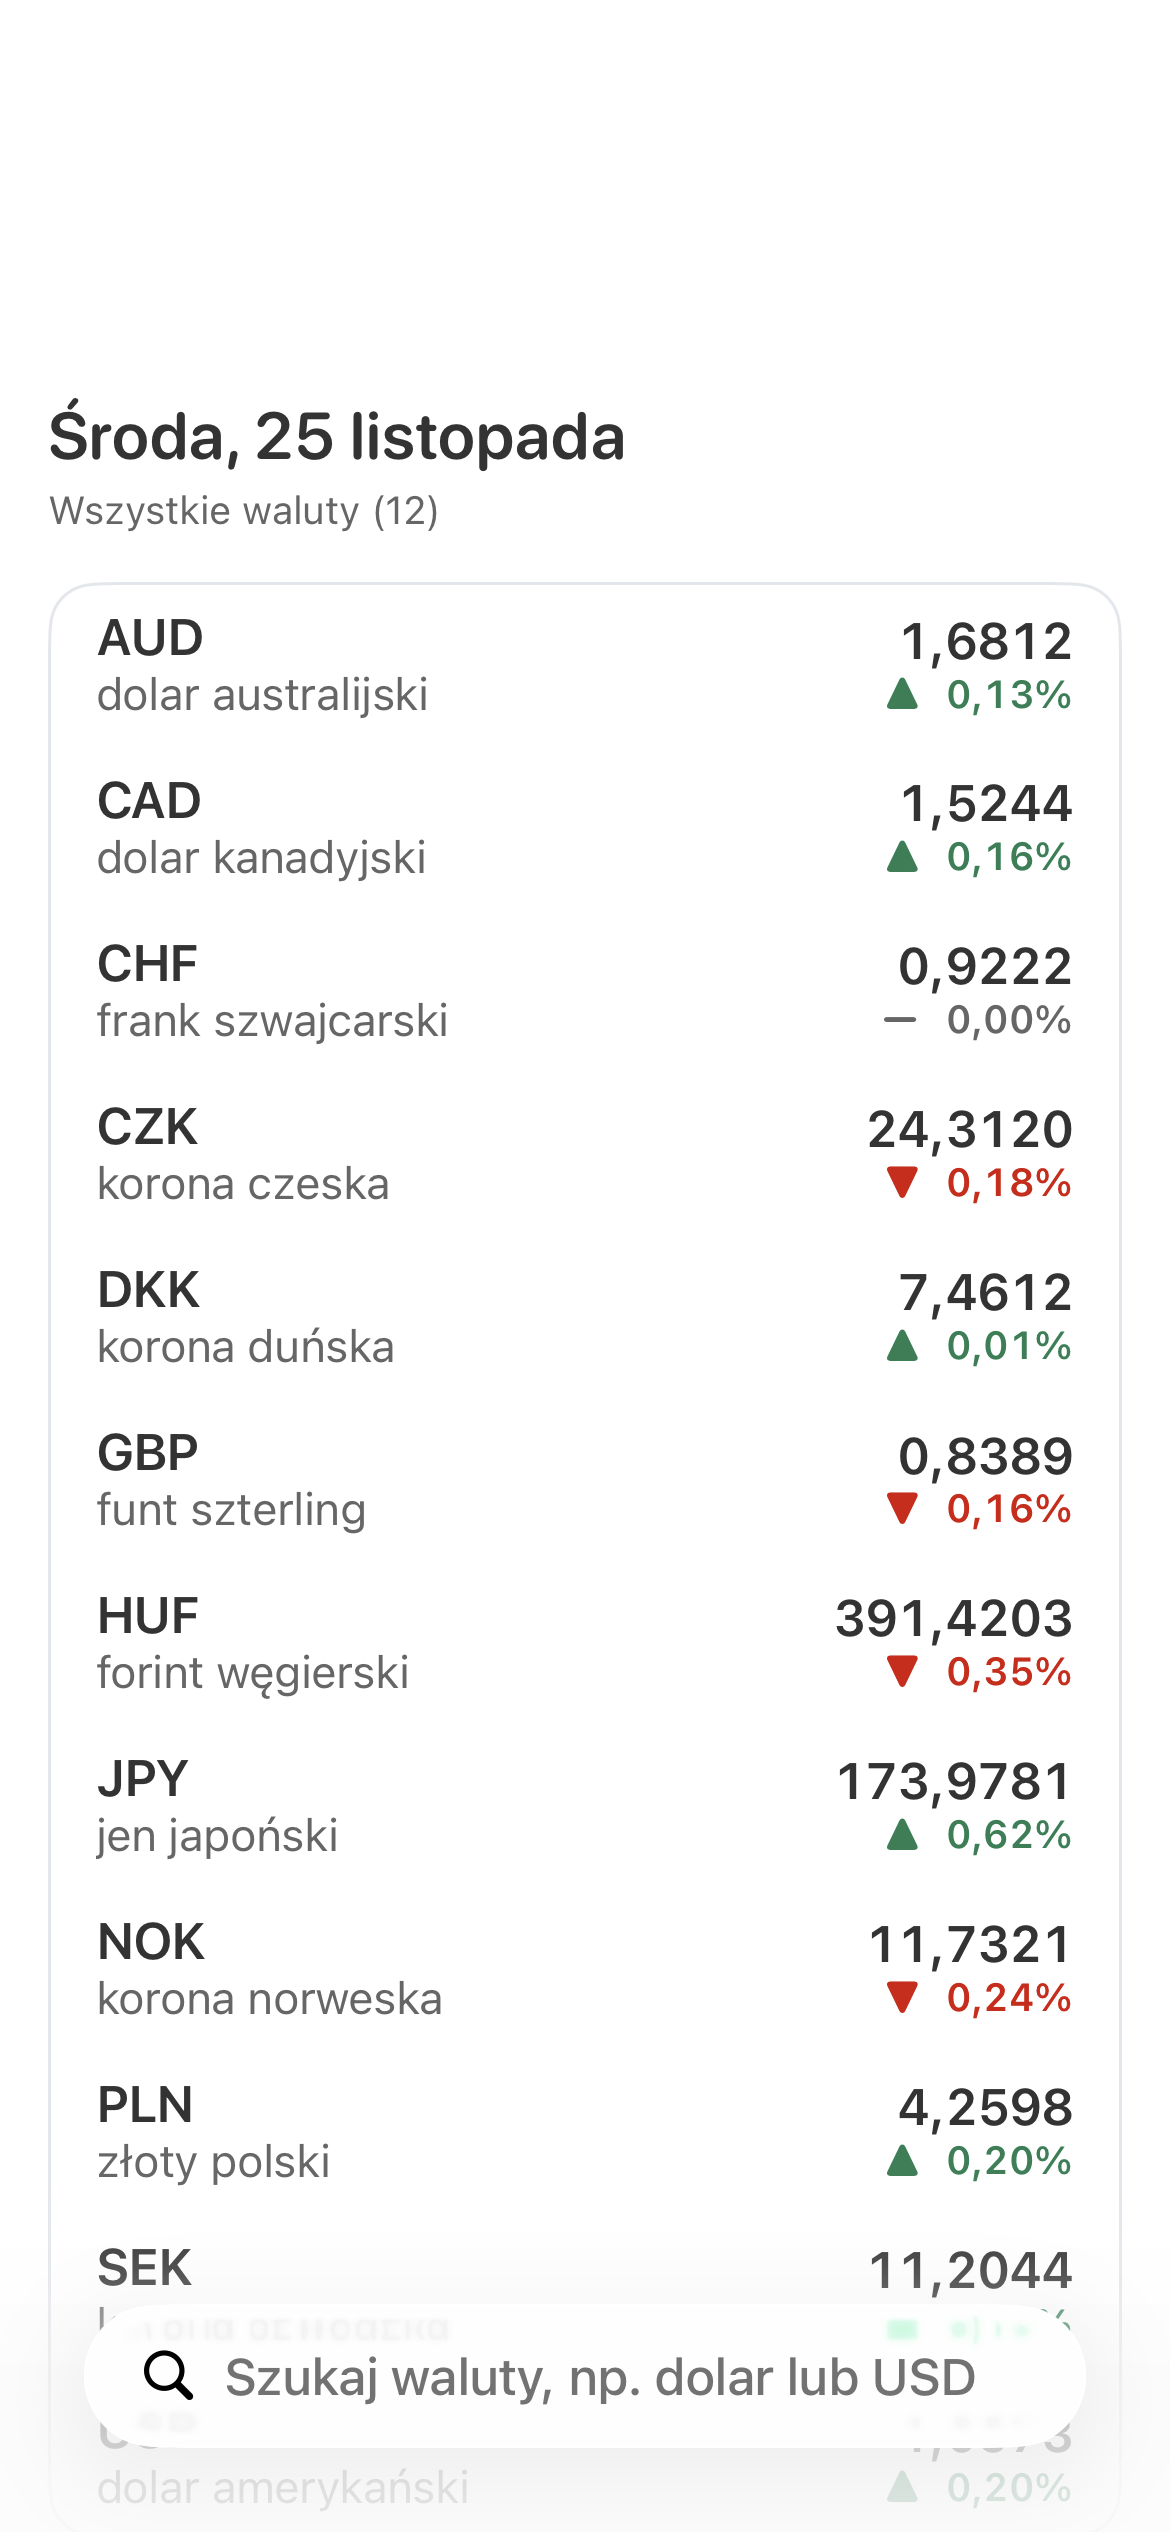 Środa, 25 listopada
Wszystkie waluty (12)
AUD 1,6812
dolar australijski ▲ 0,13%
CAD 1,5244
dolar kanadyjski ▲ 0,16%
CHF 0,9222
frank szwajcarski – 0,00%
CZK 24,3120
korona czeska ▼ 0,18%
DKK 7,4612
korona duńska ▲ 0,01%
GBP 0,8389
funt szterling ▼ 0,16%
HUF 391,4203
forint węgierski ▼ 0,35%
JPY 173,9781
jen japoński ▲ 0,62%
NOK 11,7321
korona norweska ▼ 0,24%
PLN 4,2598
złoty polski ▲ 0,20%
SEK 11,2044
Szukaj waluty, np. dolar lub USD
dolar amerykański ▲ 0,20%